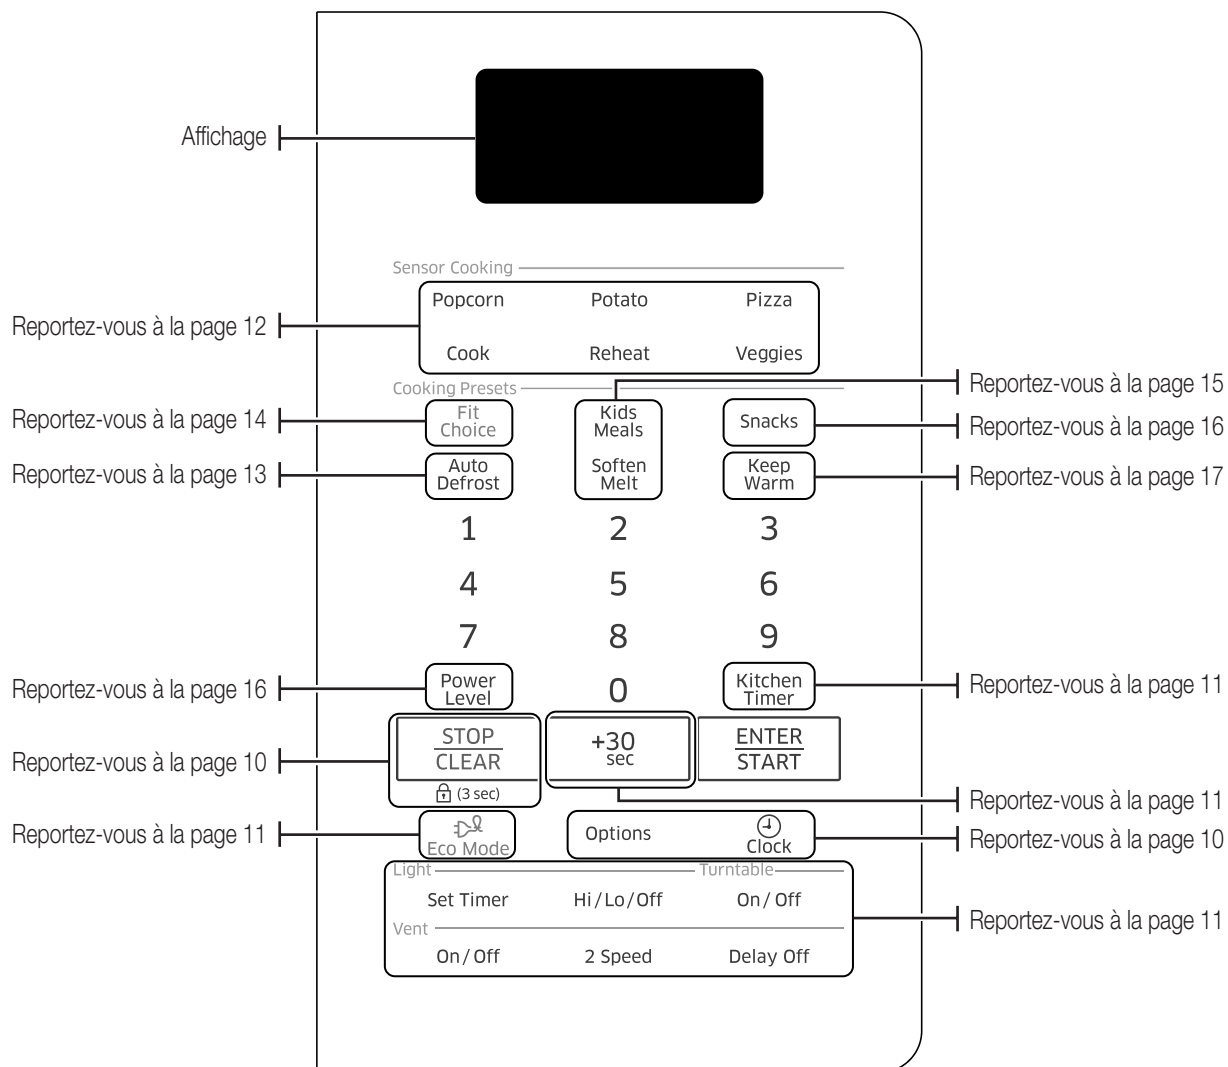 Affichage
Sensor Cooking
Popcorn Potato Pizza
Reportez-vous à la page 12
Cook Reheat Veggies
Cooking Presets
Reportez-vous à la page 15
Reportez-vous à la page 14
Fit
Choice
Kids
Meals
Snacks
Reportez-vous à la page 16
Reportez-vous à la page 13
Auto
Defrost
Soften
Melt
Keep
Warm
Reportez-vous à la page 17
1 2 3
4 5 6
7 8 9
Reportez-vous à la page 16
Power
Level
0
Kitchen
Timer
Reportez-vous à la page 11
Reportez-vous à la page 10
STOP
CLEAR
(3 sec)
+30
sec
ENTER
START
Reportez-vous à la page 11
Reportez-vous à la page 11
Eco Mode
Options
Clock
Reportez-vous à la page 10
Light Turntable
Set Timer Hi/Lo/Off On/Off
Reportez-vous à la page 11
Vent
On/Off 2 Speed Delay Off